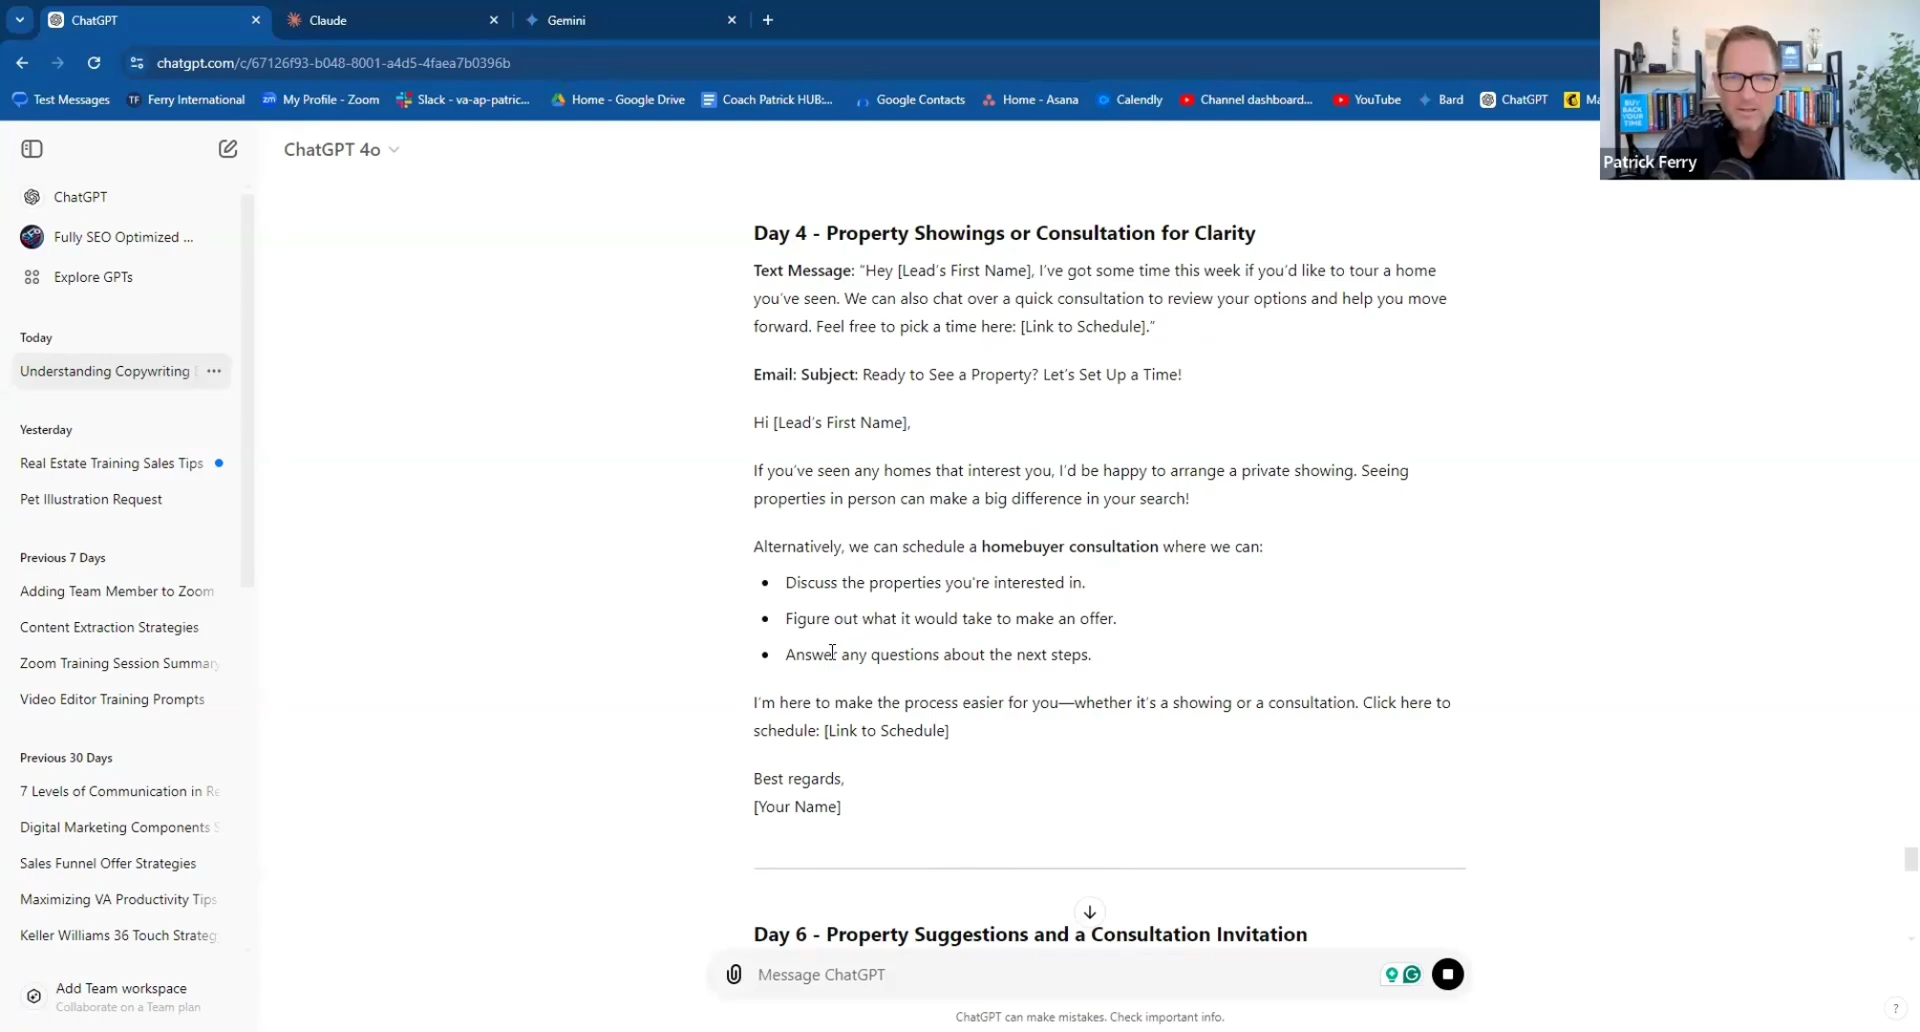 ChatGPT
Claude
Gemini
chatgpt.com/c/67126f93-b048-8001-a4d5-4faea7b0396b
Test Messages
TF Ferry International
zm My Profile - Zoom
Slack - va-ap-patric...
Home - Google Drive
Coach Patrick HUB:...
Google Contacts
Home - Asana
Calendly
Channel dashboard...
YouTube
Bard
ChatGPT
Ma
BUY
BACK
YOUR
TIME
Patrick Ferry
ChatGPT 4o
ChatGPT
Fully SEO Optimized ...
Explore GPTs
Today
Understanding Copywriting
Yesterday
Real Estate Training Sales Tips
Pet Illustration Request
Previous 7 Days
Adding Team Member to Zoom
Content Extraction Strategies
Zoom Training Session Summary
Video Editor Training Prompts
Previous 30 Days
7 Levels of Communication in Re
Digital Marketing Components S
Sales Funnel Offer Strategies
Maximizing VA Productivity Tips
Keller Williams 36 Touch Strateg
Add Team workspace
Collaborate on a Team plan
Day 4 - Property Showings or Consultation for Clarity
Text Message: “Hey [Lead’s First Name], I’ve got some time this week if you’d like to tour a home
you’ve seen. We can also chat over a quick consultation to review your options and help you move
forward. Feel free to pick a time here: [Link to Schedule].”
Email: Subject: Ready to See a Property? Let’s Set Up a Time!
Hi [Lead’s First Name],
If you’ve seen any homes that interest you, I’d be happy to arrange a private showing. Seeing
properties in person can make a big difference in your search!
Alternatively, we can schedule a homebuyer consultation where we can:
• Discuss the properties you’re interested in.
• Figure out what it would take to make an offer.
• Answer any questions about the next steps.
I’m here to make the process easier for you—whether it’s a showing or a consultation. Click here to
schedule: [Link to Schedule]
Best regards,
[Your Name]
Day 6 - Property Suggestions and a Consultation Invitation
Message ChatGPT
ChatGPT can make mistakes. Check important info.
?